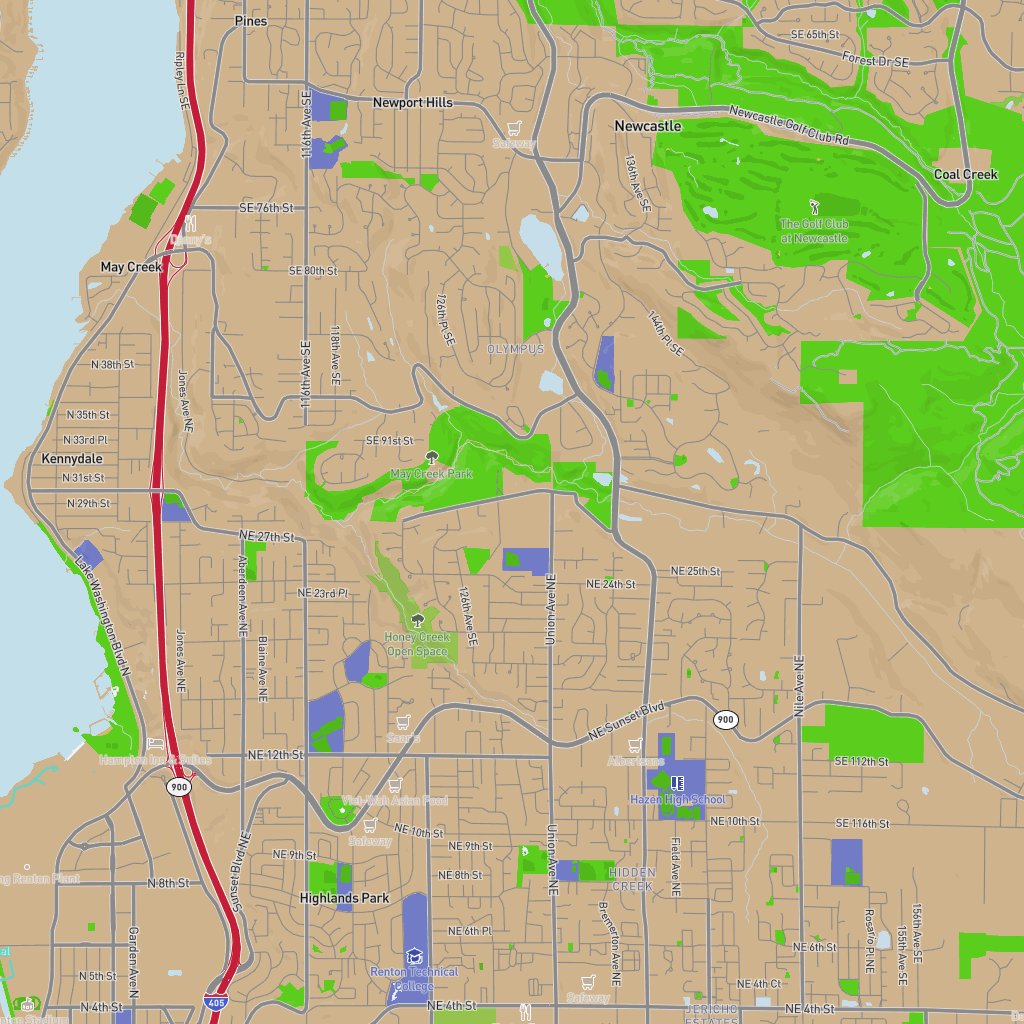 Pines
SE 65th St
Forest Dr SE
Ripley Ln SE
Newport Hills
116th Ave SE
Newcastle Golf Club Rd
Newcastle
Safeway
136th Ave SE
Coal Creek
SE 76th St
The Golf Club
at Newcastle
Denny's
May Creek
SE 80th St
126th Pl SE
144th Pl SE
118th Ave SE
116th Ave SE
OLYMPUS
N 38th St
Jones Ave NE
N 35th St
N 33rd Pl
SE 91st St
Kennydale
May Creek Park
N 31st St
N 29th St
NE 27th St
Lake Washington Blvd N
Aberdeen Ave NE
NE 25th St
NE 24th St
NE 23rd Pl
126th Ave SE
Union Ave NE
Honey Creek
Open Space
Jones Ave NE
Blaine Ave NE
Nile Ave NE
NE Sunset Blvd
900
Saar's
Albertsons
NE 12th St
Hampton Inn & Suites
SE 112th St
900
Hazen High School
Viet-Wah Asian Food
Safeway
NE 10th St
NE 10th St
SE 116th St
NE 9th St
NE 9th St
Sunset Blvd NE
Union Ave NE
Field Ave NE
ng Renton Plant
N 8th St
NE 8th St
HIDDEN
CREEK
Highlands Park
Garden Ave N
NE 6th Pl
Bremerton Ave NE
Rosario Pl NE
155th Ave SE
156th Ave SE
NE 6th St
N 5th St
Renton Technical
College
NE 4th Ct
Safeway
405
N 4th St
NE 4th St
JERICHO
ESTATES
NE 4th St